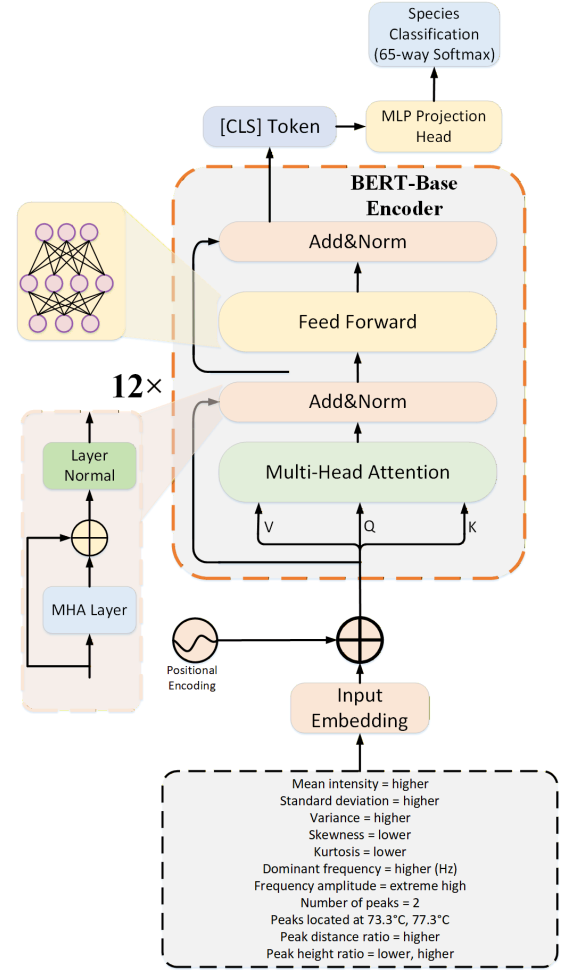 Species
Classification
(65-way Softmax)
[CLS] Token
MLP Projection
Head
BERT-Base
Encoder
Add&Norm
Feed Forward
12×
Add&Norm
Layer
Normal
Multi-Head Attention
V
Q
K
MHA Layer
Positional
Encoding
Input
Embedding
Mean intensity = higher
Standard deviation = higher
Variance = higher
Skewness = lower
Kurtosis = lower
Dominant frequency = higher (Hz)
Frequency amplitude = extreme high
Number of peaks = 2
Peaks located at 73.3°C, 77.3°C
Peak distance ratio = higher
Peak height ratio = lower, higher